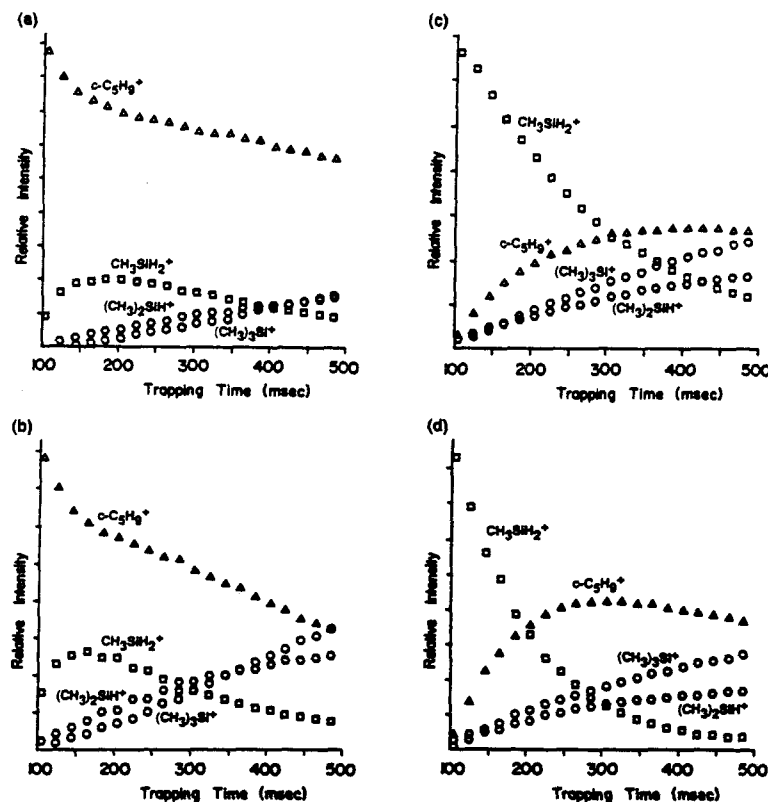 (a)
Relative Intensity
c-C₅H₉⁺
CH₃SiH₂⁺
(CH₃)₂SiH⁺
(CH₃)₃Si⁺
100 200 300 400 500
Trapping Time (msec)
(b)
Relative Intensity
c-C₅H₉⁺
CH₃SiH₂⁺
(CH₃)₂SiH⁺
(CH₃)₃Si⁺
100 200 300 400 500
Trapping Time (msec)
(c)
Relative Intensity
CH₃SiH₂⁺
c-C₅H₉⁺
(CH₃)₃Si⁺
(CH₃)₂SiH⁺
100 200 300 400 500
Trapping Time (msec)
(d)
Relative Intensity
CH₃SiH₂⁺
c-C₅H₉⁺
(CH₃)₃Si⁺
(CH₃)₂SiH⁺
100 200 300 400 500
Trapping Time (msec)